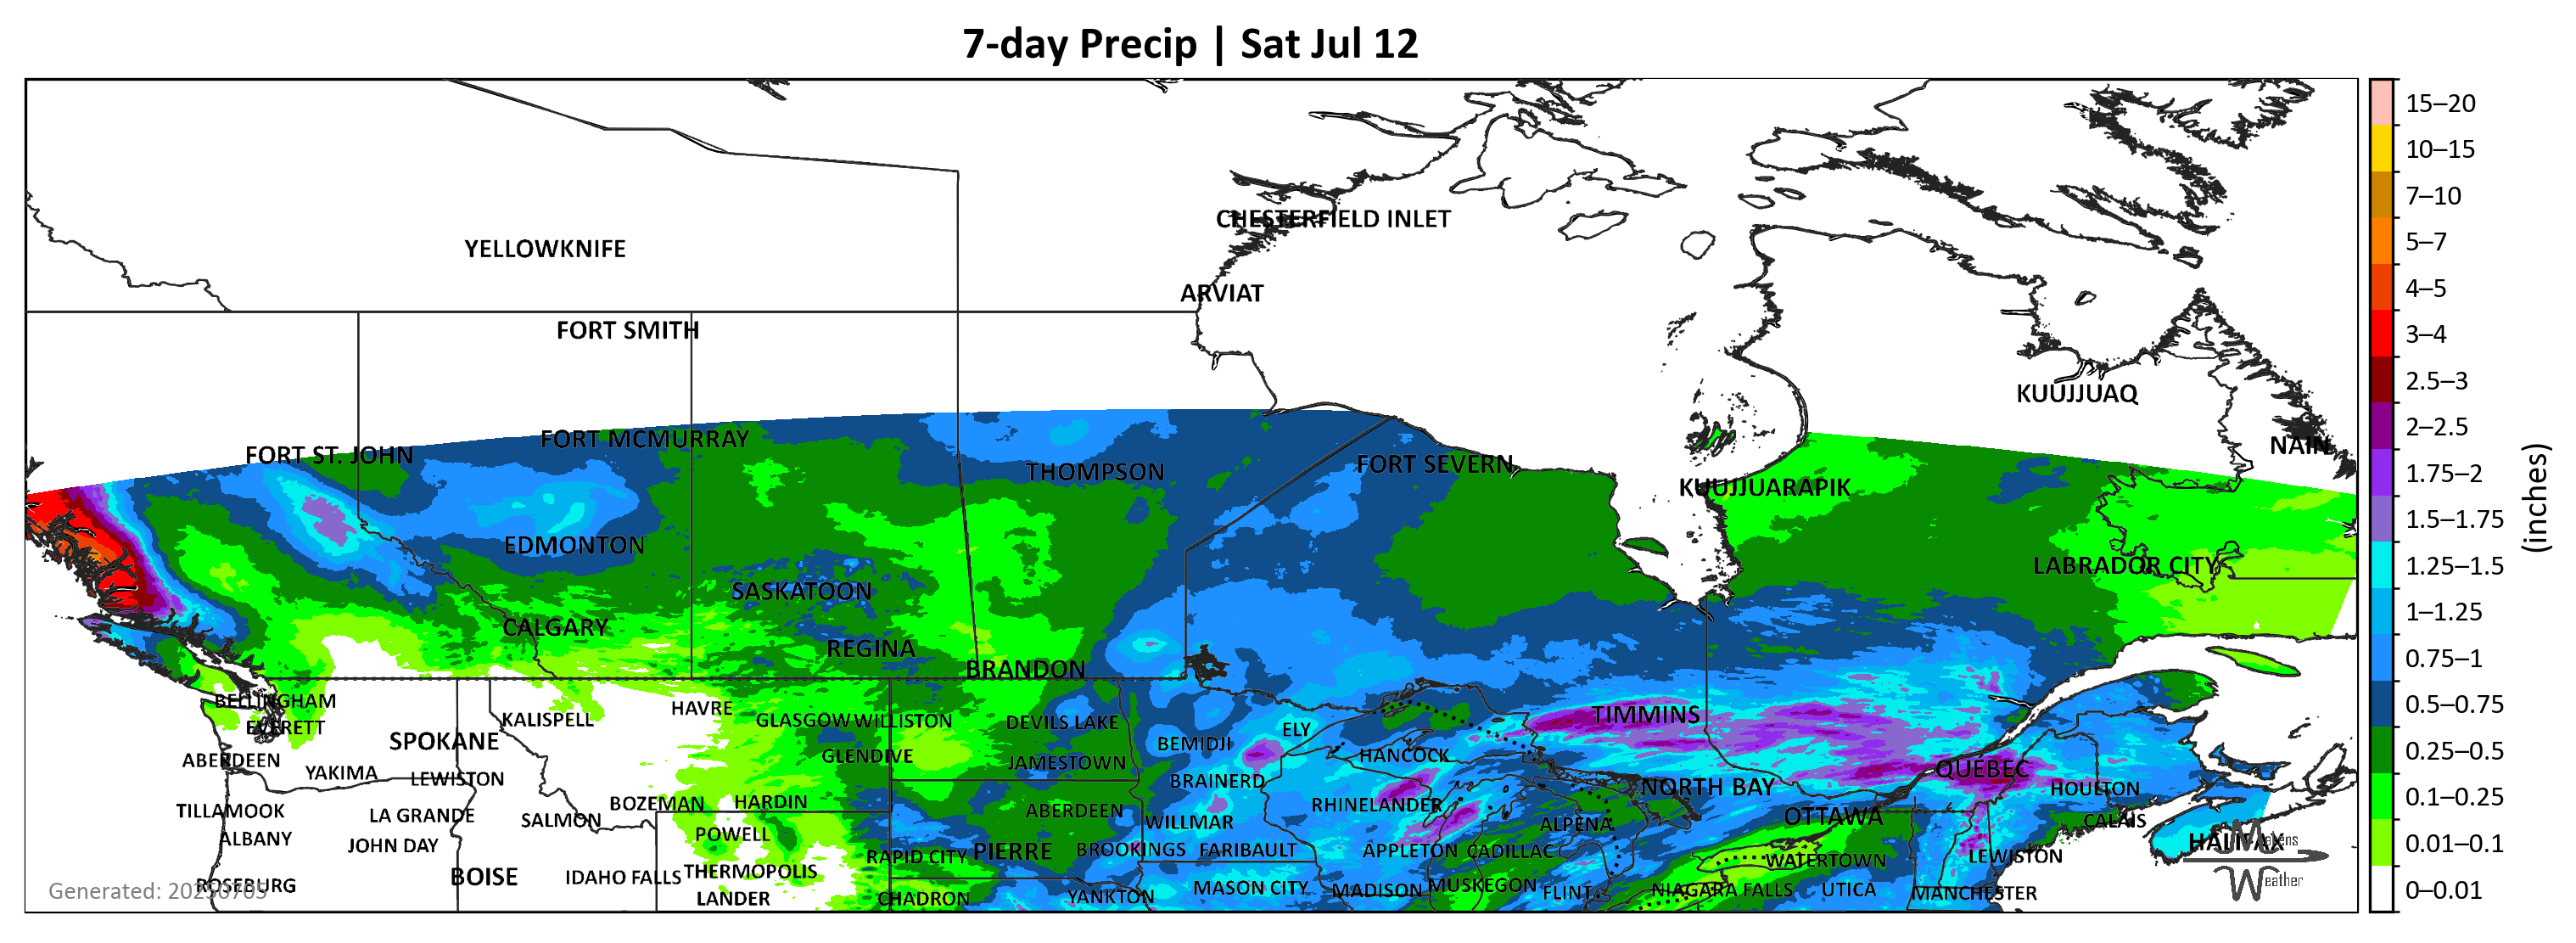 7-day Precip | Sat Jul 12
CHESTERFIELD INLET
YELLOWKNIFE
ARVIAT
FORT SMITH
KUUJJUAQ
FORT MCMURRAY
NAIN
FORT ST. JOHN
THOMPSON
FORT SEVERN
KUUJJUARAPIK
EDMONTON
LABRADOR CITY
SASKATOON
CALGARY
REGINA
BRANDON
BELLINGHAM
HAVRE
TIMMINS
KALISPELL
GLASGOW
WILLISTON
DEVILS LAKE
EVERETT
ELY
SPOKANE
BEMIDJI
HANCOCK
GLENDIVE
ABERDEEN
JAMESTOWN
QUÉBEC
YAKIMA
LEWISTON
BRAINERD
NORTH BAY
HOULTON
BOZEMAN
HARDIN
RHINELANDER
TILLAMOOK
LA GRANDE
ABERDEEN
OTTAWA
SALMON
WILLMAR
ALPENA
CALAIS
ALBANY
POWELL
JOHN DAY
HALIFAX
RAPID CITY
PIERRE
BROOKINGS
FARIBAULT
APPLETON
CADILLAC
WATERTOWN
LEWISTON
BOISE
IDAHO FALLS
THERMOPOLIS
ROSEBURG
MASON CITY
MADISON
MUSKEGON
FLINT
NIAGARA FALLS
UTICA
MANCHESTER
LANDER
CHADRON
YANKTON
Weather
Generated:
15–20
10–15
7–10
5–7
4–5
3–4
2.5–3
2–2.5
1.75–2
1.5–1.75
1.25–1.5
1–1.25
0.75–1
0.5–0.75
0.25–0.5
0.1–0.25
0.01–0.1
0–0.01
(inches)